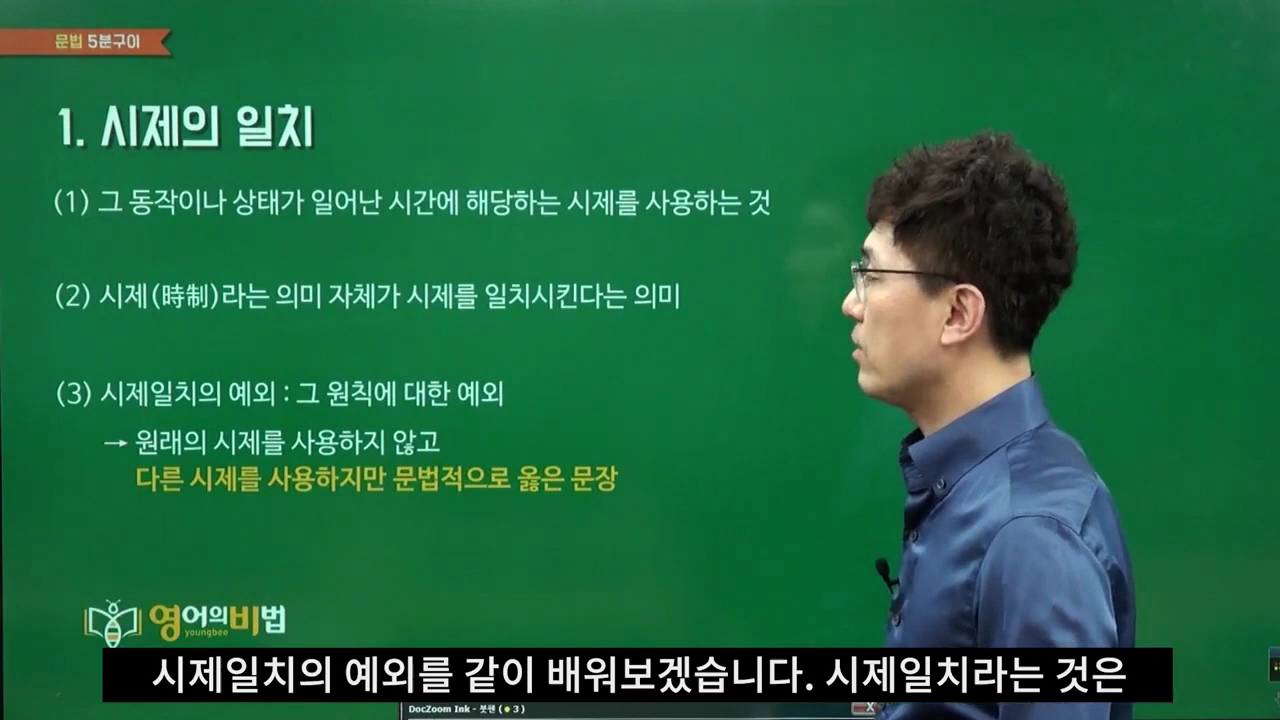 문법 5분구이
1. 시제의 일치
(1) 그 동작이나 상태가 일어난 시간에 해당하는 시제를 사용하는 것
(2) 시제(時制)라는 의미 자체가 시제를 일치시킨다는 의미
(3) 시제일치의 예외 : 그 원칙에 대한 예외
→ 원래의 시제를 사용하지 않고
다른 시제를 사용하지만 문법적으로 옳은 문장
영어의비법
youngbee
시제일치의 예외를 같이 배워보겠습니다. 시제일치라는 것은
DocZoom Ink - 붓펜 ( 3 )
X